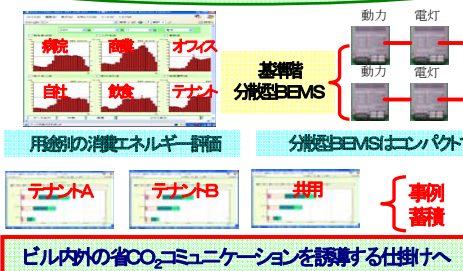 動力 電灯
病院 商業 オフィス
自社 飲食 テナント
基準階
分散型BEMS
動力 電灯
用途別の消費エネルギー評価
分散型BEMSはコンパクトで
テナントA テナントB 共用
事例
蓄積
ビル内外の省CO₂コミュニケーションを誘導する仕掛けへ